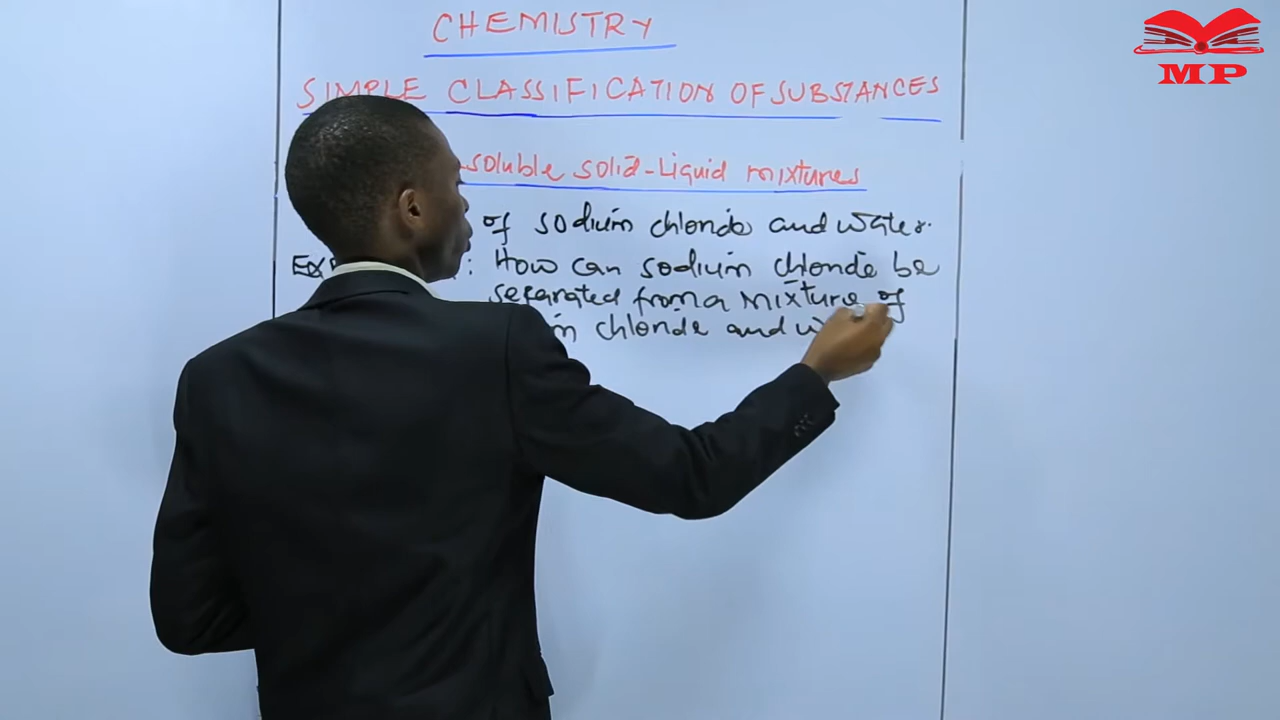 CHEMISTRY
SIMPLE CLASSIFICATION OF SUBSTANCES
soluble solid-Liquid mixtures
of sodium chloride and water.
: How can sodium chloride be
separated from a mixture of
chloride and
MP